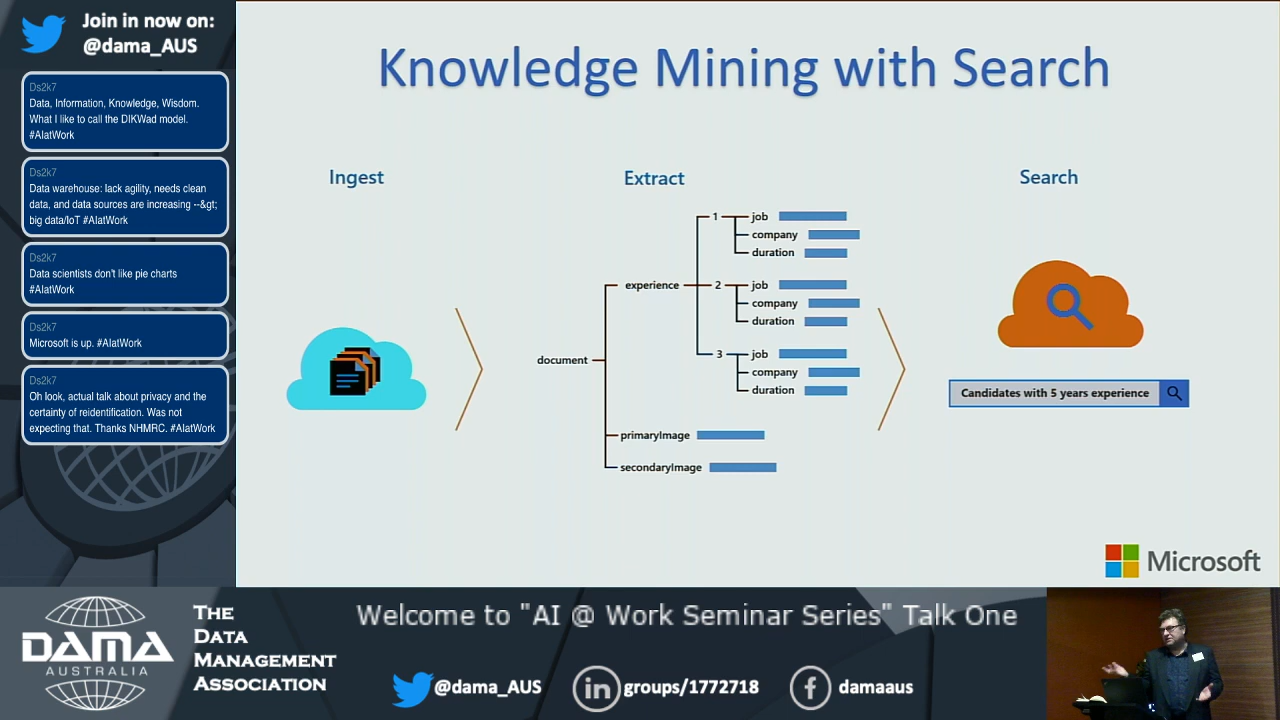 Join in now on:
@dama_AUS
Ds2k7
Data, Information, Knowledge, Wisdom.
What I like to call the DIKWad model.
#AIatWork
Ds2k7
Data warehouse: lack agility, needs clean
data, and data sources are increasing --&gt;
big data/IoT #AIatWork
Ds2k7
Data scientists don't like pie charts
#AIatWork
Ds2k7
Microsoft is up. #AIatWork
Ds2k7
Oh look, actual talk about privacy and the
certainty of reidentification. Was not
expecting that. Thanks NHMRC. #AIatWork
Knowledge Mining with Search
Ingest
Extract
Search
document
experience
1
job
company
duration
2
job
company
duration
3
job
company
duration
primaryImage
secondaryImage
Candidates with 5 years experience
Microsoft
DAMA
AUSTRALIA
THE
DATA
MANAGEMENT
ASSOCIATION
Welcome to "AI @ Work Seminar Series" Talk One
@dama_AUS
in
groups/1772718
f
damaaus